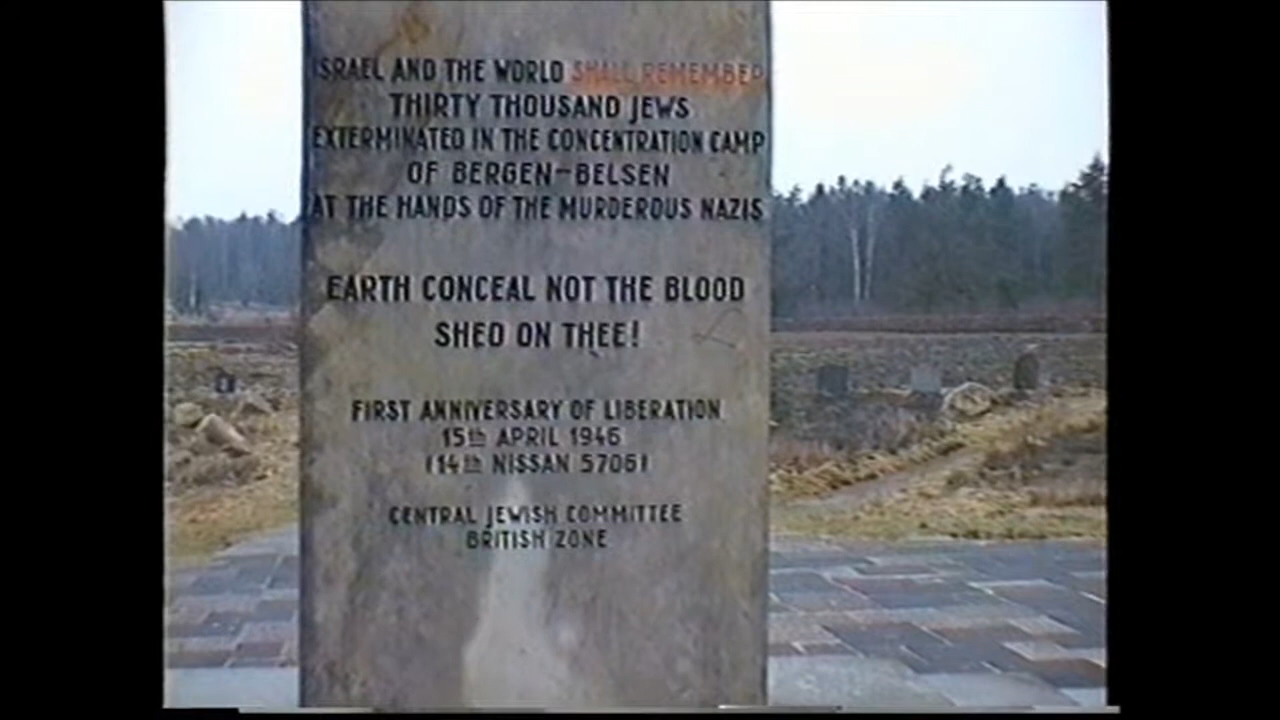 ISRAEL AND THE WORLD SHALL REMEMBER
THIRTY THOUSAND JEWS
EXTERMINATED IN THE CONCENTRATION CAMP
OF BERGEN-BELSEN
AT THE HANDS OF THE MURDEROUS NAZIS
EARTH CONCEAL NOT THE BLOOD
SHED ON THEE!
FIRST ANNIVERSARY OF LIBERATION
15th APRIL 1946
(14th NISSAN 5706)
CENTRAL JEWISH COMMITTEE
BRITISH ZONE